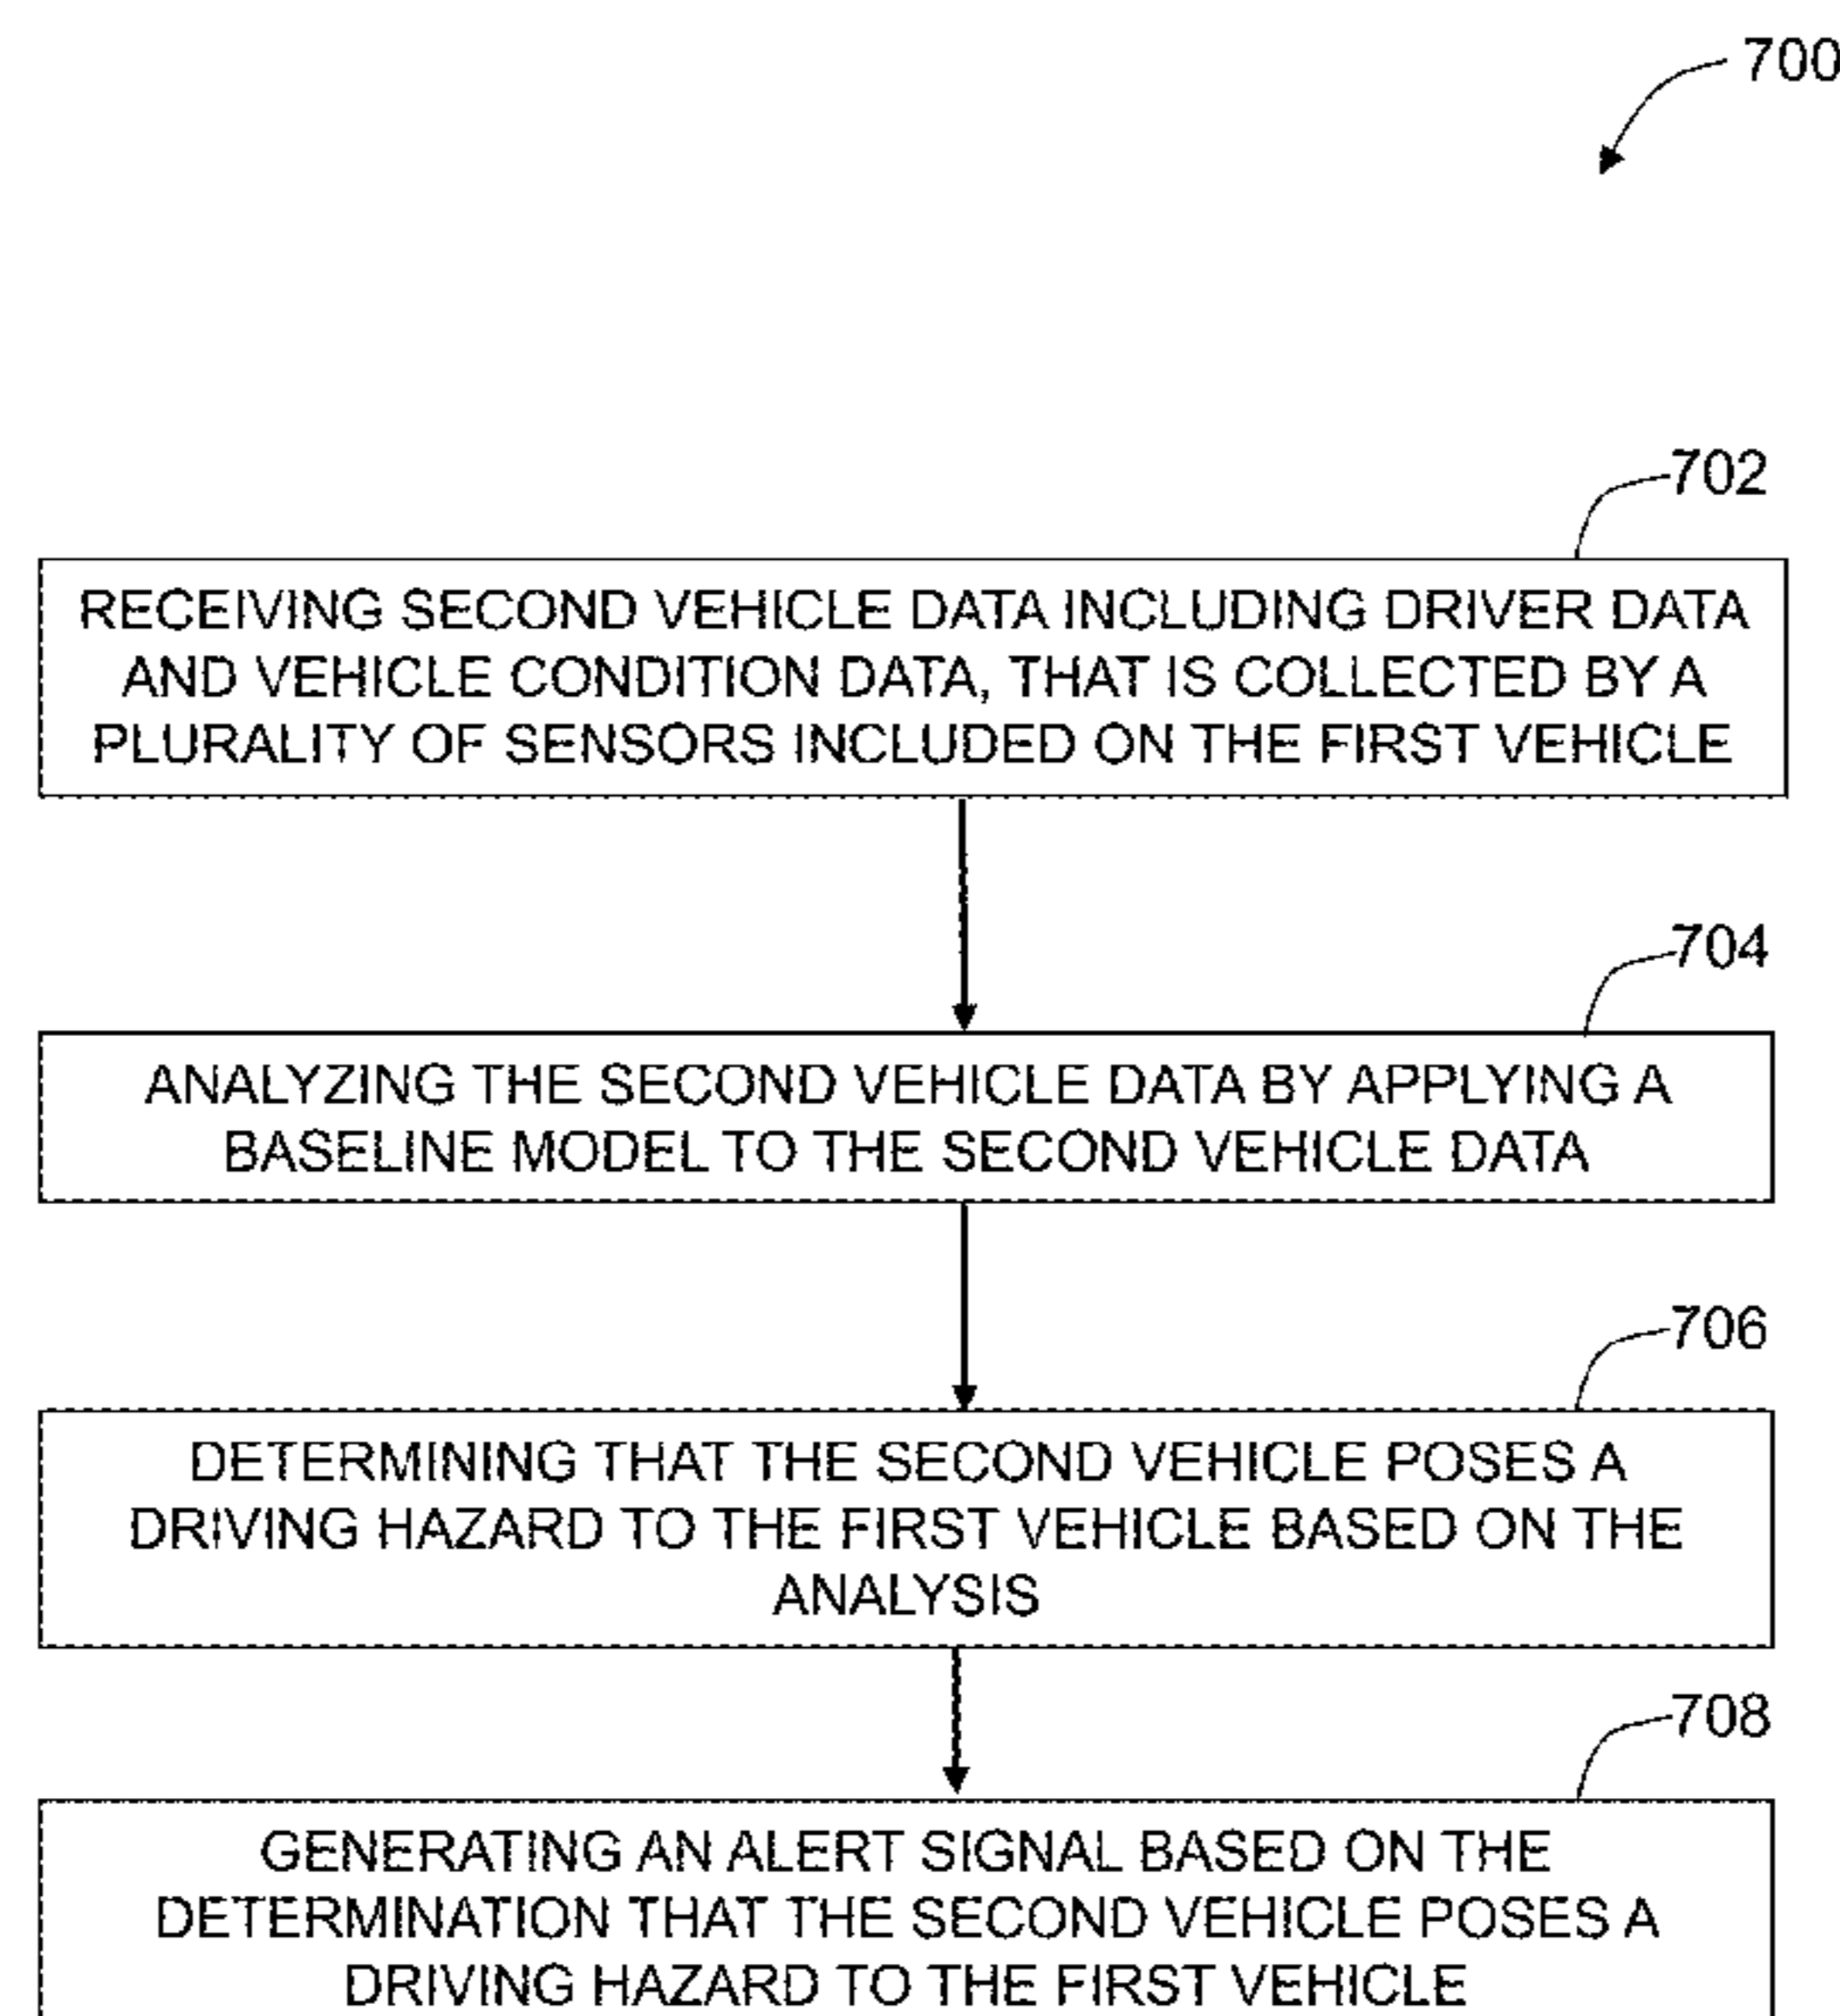 700
702
RECEIVING SECOND VEHICLE DATA INCLUDING DRIVER DATA
AND VEHICLE CONDITION DATA, THAT IS COLLECTED BY A
PLURALITY OF SENSORS INCLUDED ON THE FIRST VEHICLE
704
ANALYZING THE SECOND VEHICLE DATA BY APPLYING A
BASELINE MODEL TO THE SECOND VEHICLE DATA
706
DETERMINING THAT THE SECOND VEHICLE POSES A
DRIVING HAZARD TO THE FIRST VEHICLE BASED ON THE
ANALYSIS
708
GENERATING AN ALERT SIGNAL BASED ON THE
DETERMINATION THAT THE SECOND VEHICLE POSES A
DRIVING HAZARD TO THE FIRST VEHICLE